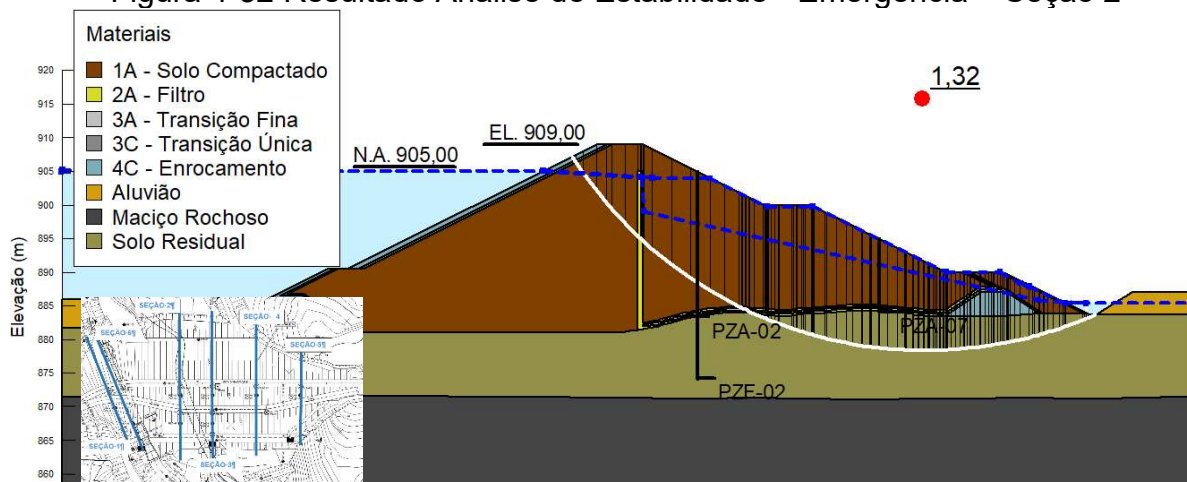 Figura 4-32 Resultado Análise de Estabilidade - Emergência – Seção 2
Materiais
1A - Solo Compactado
2A - Filtro
3A - Transição Fina
3C - Transição Única
4C - Enrocamento
Aluvião
Maciço Rochoso
Solo Residual
1,32
EL. 909,00
N.A. 905,00
Elevação (m)
920
915
910
905
900
895
890
885
880
875
870
865
860
PZA-02
PZA-07
PZF-02
SEÇÃO-2¶
SEÇÃO- 4
SEÇÃO-6¶
SEÇÃO-5¶
SEÇÃO-1¶
SEÇÃO-3¶